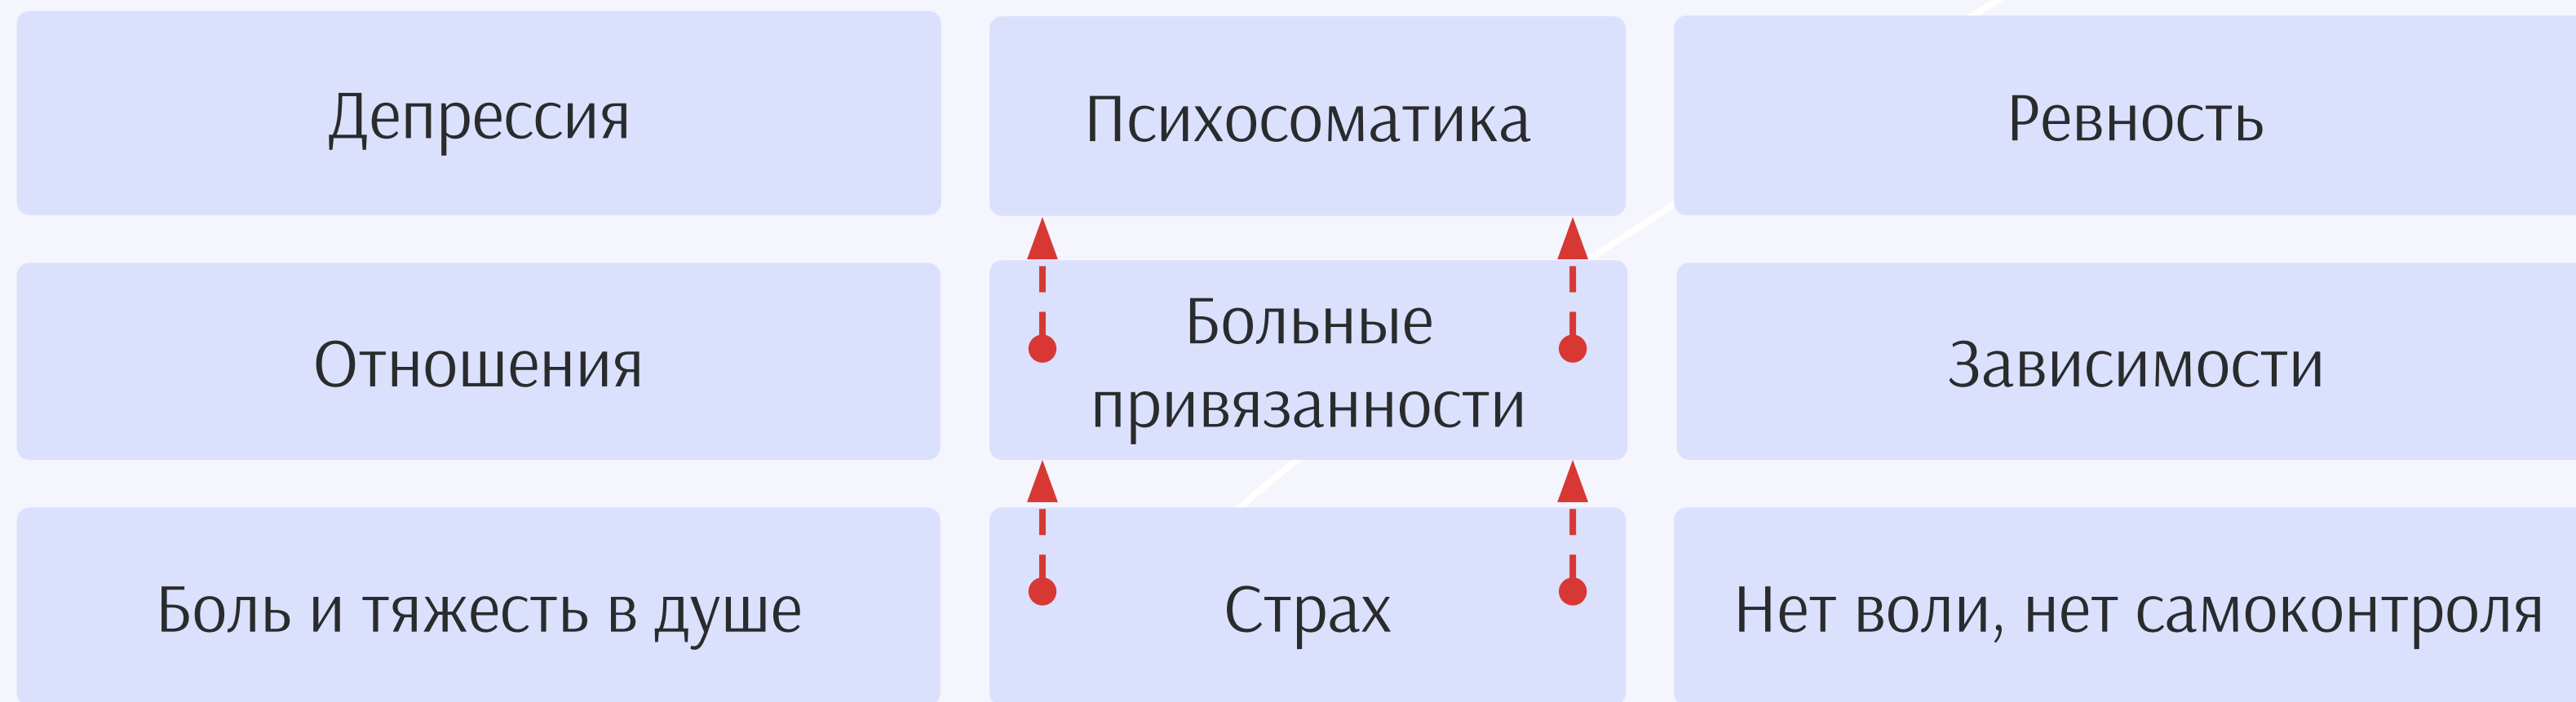 Депрессия
Психосоматика
Ревность
Отношения
Больные
привязанности
Зависимости
Боль и тяжесть в душе
Страх
Нет воли, нет самоконтроля